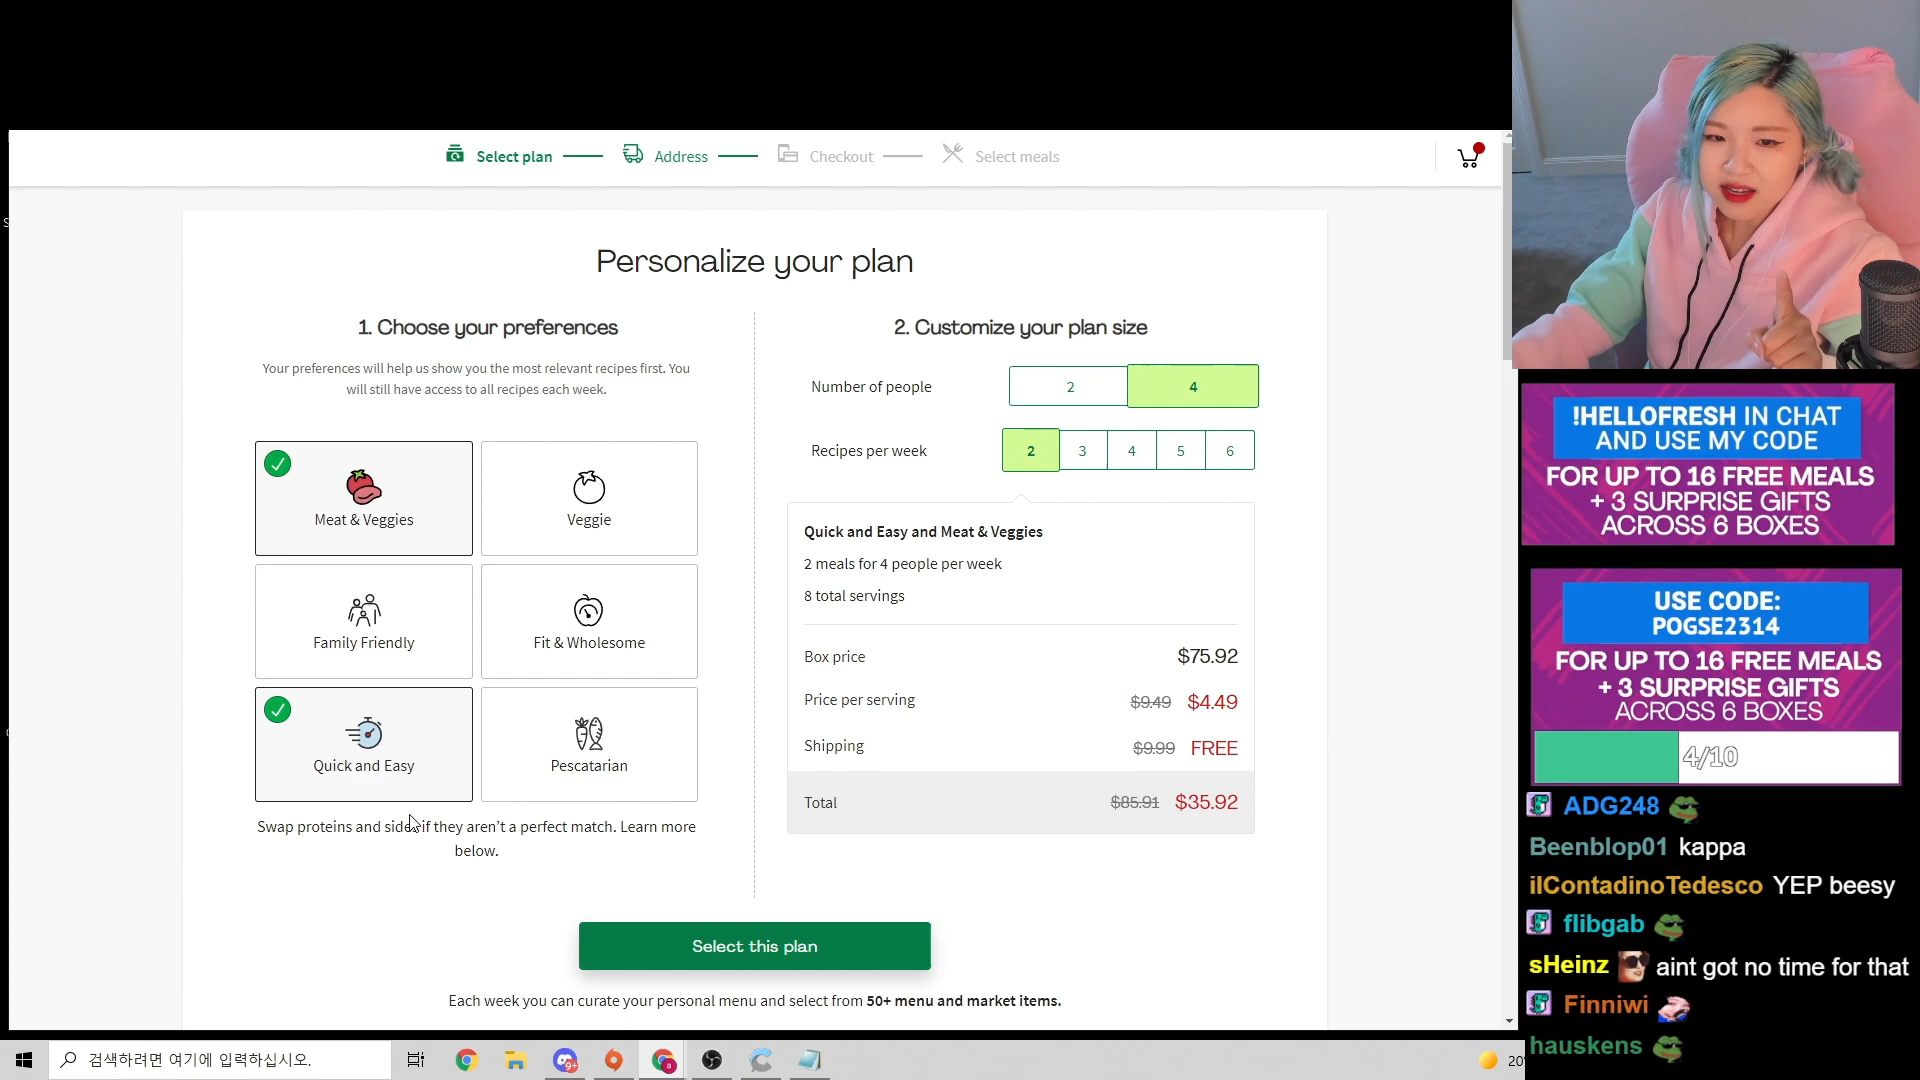 Select plan
Address
Checkout
Select meals
Personalize your plan
1. Choose your preferences
Your preferences will help us show you the most relevant recipes first. You
will still have access to all recipes each week.
Meat & Veggies
Veggie
Family Friendly
Fit & Wholesome
Quick and Easy
Pescatarian
Swap proteins and sides if they aren't a perfect match. Learn more
below.
2. Customize your plan size
Number of people
2
4
Recipes per week
2
3
4
5
6
Quick and Easy and Meat & Veggies
2 meals for 4 people per week
8 total servings
Box price $75.92
Price per serving $9.49 $4.49
Shipping $9.99 FREE
Total $85.91 $35.92
Select this plan
Each week you can curate your personal menu and select from 50+ menu and market items.
!HELLOFRESH IN CHAT
AND USE MY CODE
FOR UP TO 16 FREE MEALS
+ 3 SURPRISE GIFTS
ACROSS 6 BOXES
USE CODE:
POGSE2314
FOR UP TO 16 FREE MEALS
+ 3 SURPRISE GIFTS
ACROSS 6 BOXES
4/10
ADG248
Beenblop01 kappa
ilContadinoTedesco YEP beesy
flibgab
sHeinz aint got no time for that
Finniwi
hauskens
검색하려면 여기에 입력하십시오.
9+
a